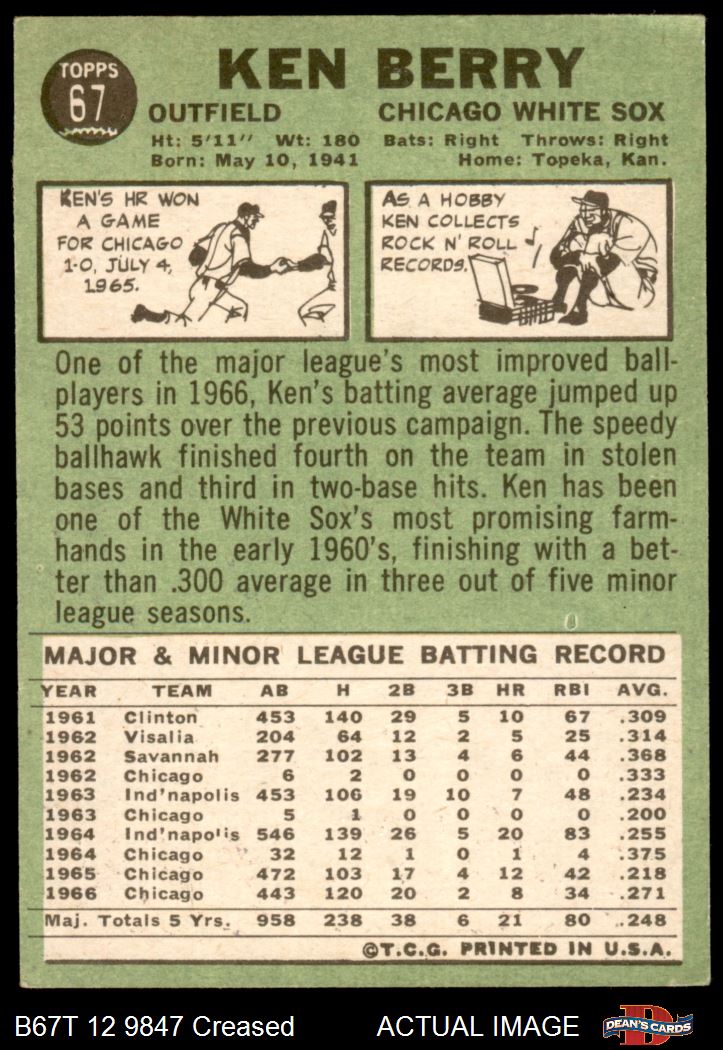 TOPPS
67
KEN BERRY
OUTFIELD
CHICAGO WHITE SOX
Ht: 5'11" Wt: 180 Bats: Right Throws: Right
Born: May 10, 1941 Home: Topeka, Kan.
KEN'S HR WON
A GAME
FOR CHICAGO
1-0, JULY 4,
1965.
AS A HOBBY
KEN COLLECTS
ROCK N' ROLL
RECORDS.
One of the major league's most improved ball-
players in 1966, Ken's batting average jumped up
53 points over the previous campaign. The speedy
ballhawk finished fourth on the team in stolen
bases and third in two-base hits. Ken has been
one of the White Sox's most promising farm-
hands in the early 1960's, finishing with a bet-
ter than .300 average in three out of five minor
league seasons.
MAJOR & MINOR LEAGUE BATTING RECORD
YEAR TEAM AB H 2B 3B HR RBI AVG.
1961 Clinton 453 140 29 5 10 67 .309
1962 Visalia 204 64 12 2 5 25 .314
1962 Savannah 277 102 13 4 6 44 .368
1962 Chicago 6 2 0 0 0 0 .333
1963 Ind'napolis 453 106 19 10 7 48 .234
1963 Chicago 5 1 0 0 0 0 .200
1964 Ind'napolis 546 139 26 5 20 83 .255
1964 Chicago 32 12 1 0 1 4 .375
1965 Chicago 472 103 17 4 12 42 .218
1966 Chicago 443 120 20 2 8 34 .271
Maj. Totals 5 Yrs. 958 238 38 6 21 80 .248
©T.C.G. PRINTED IN U.S.A.
B67T 12 9847 Creased
ACTUAL IMAGE
D
DEAN'S CARDS